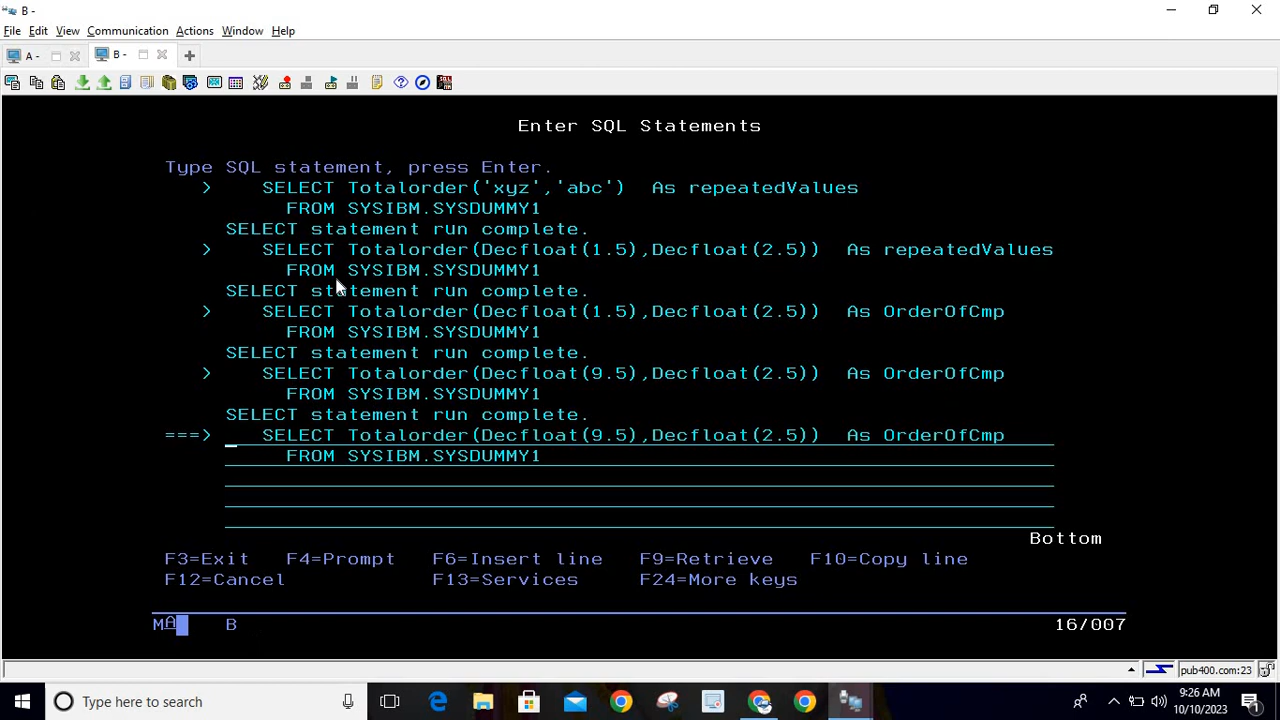 B -
File Edit View Communication Actions Window Help
A - B -
Enter SQL Statements
Type SQL statement, press Enter.
> SELECT Totalorder('xyz','abc') As repeatedValues
FROM SYSIBM.SYSDUMMY1
SELECT statement run complete.
> SELECT Totalorder(Decfloat(1.5),Decfloat(2.5)) As repeatedValues
FROM SYSIBM.SYSDUMMY1
SELECT statement run complete.
> SELECT Totalorder(Decfloat(1.5),Decfloat(2.5)) As OrderOfCmp
FROM SYSIBM.SYSDUMMY1
SELECT statement run complete.
> SELECT Totalorder(Decfloat(9.5),Decfloat(2.5)) As OrderOfCmp
FROM SYSIBM.SYSDUMMY1
SELECT statement run complete.
===> SELECT Totalorder(Decfloat(9.5),Decfloat(2.5)) As OrderOfCmp
FROM SYSIBM.SYSDUMMY1
Bottom
F3=Exit F4=Prompt F6=Insert line F9=Retrieve F10=Copy line
F12=Cancel F13=Services F24=More keys
MA B 16/007
pub400.com:23
Type here to search
9:26 AM
10/10/2023